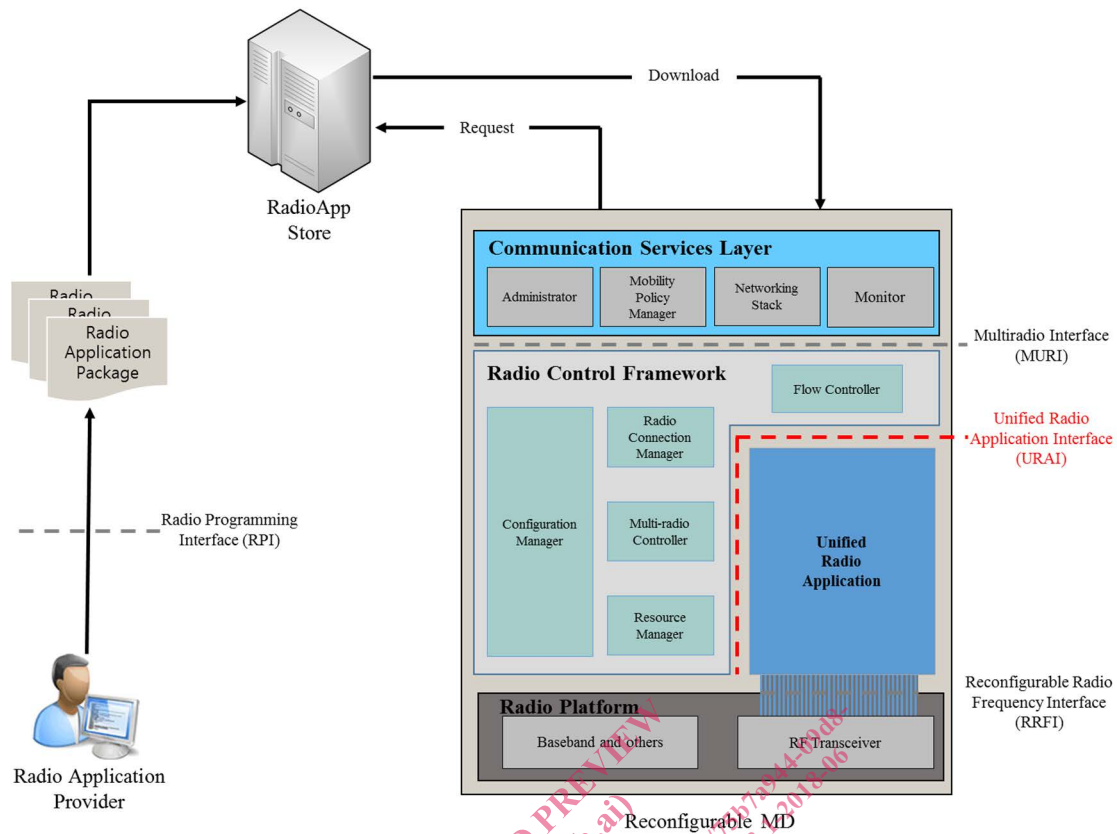 Download
Request
RadioApp
Store
Radio
Radio
Radio
Application
Package
Radio Programming
Interface (RPI)
Radio Application
Provider
Communication Services Layer
Administrator
Mobility
Policy
Manager
Networking
Stack
Monitor
Multiradio Interface
(MURI)
Radio Control Framework
Flow Controller
Configuration
Manager
Radio
Connection
Manager
Multi-radio
Controller
Resource
Manager
Unified Radio
Application Interface
(URAI)
Unified
Radio
Application
Reconfigurable Radio
Frequency Interface
(RRFI)
Radio Platform
Baseband and others
RF Transceiver
Reconfigurable MD
PREVIEW